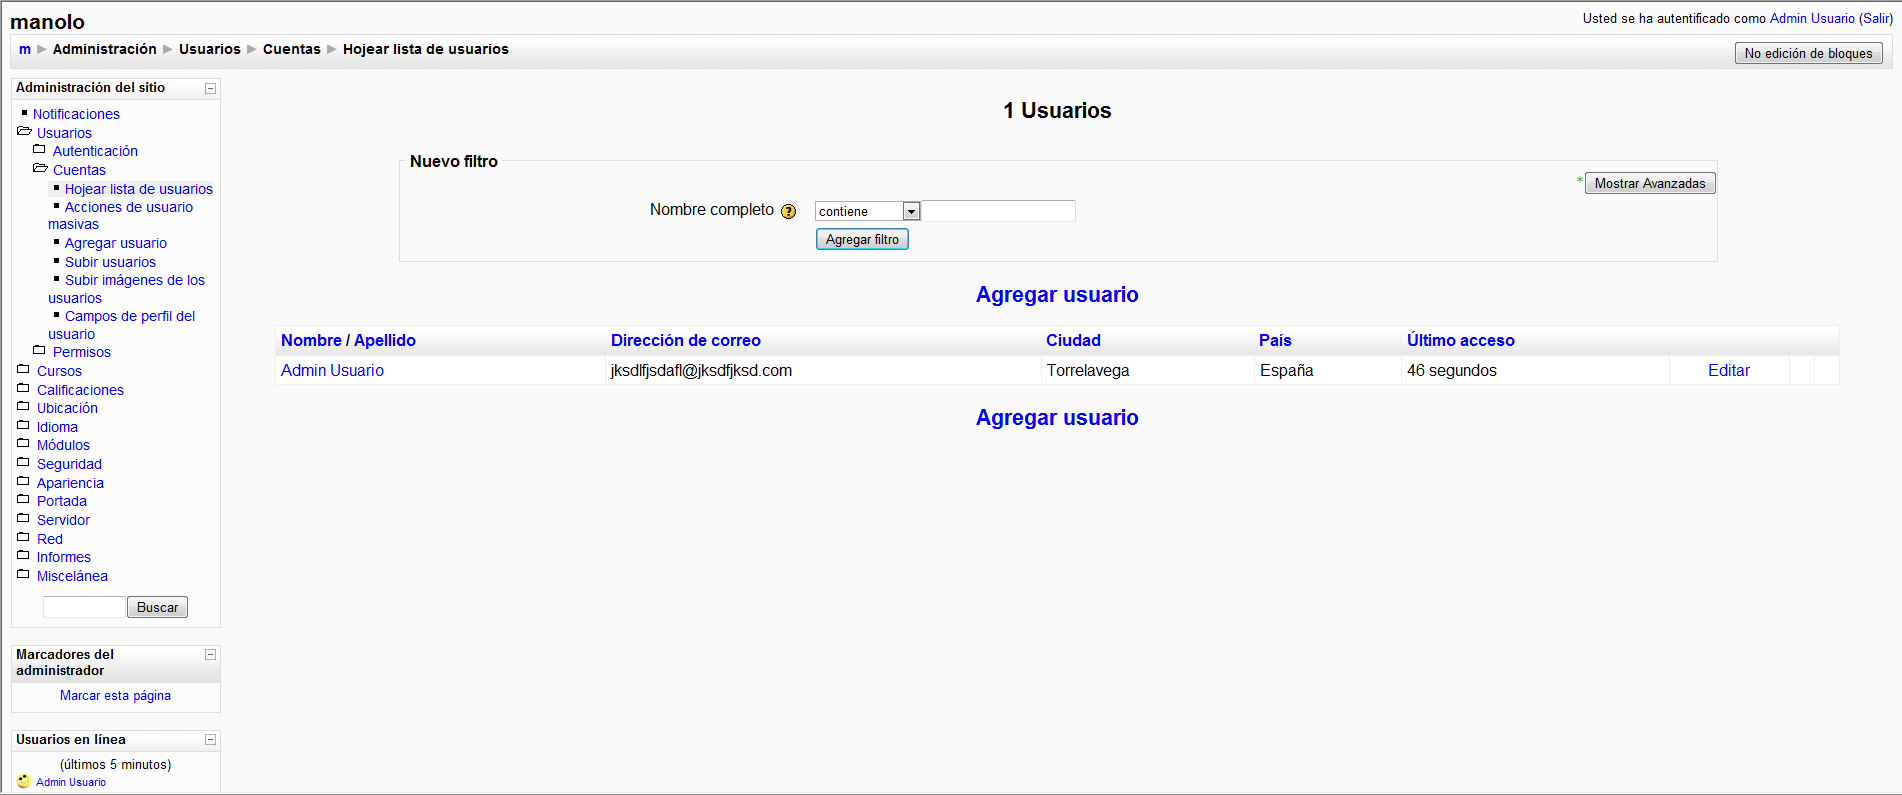 manolo
Usted se ha autentificado como Admin Usuario (Salir)
m ► Administración ► Usuarios ► Cuentas ► Hojear lista de usuarios
No edición de bloques
Administración del sitio
Notificaciones
Usuarios
Autenticación
Cuentas
Hojear lista de usuarios
Acciones de usuario
masivas
Agregar usuario
Subir usuarios
Subir imágenes de los
usuarios
Campos de perfil del
usuario
Permisos
Cursos
Calificaciones
Ubicación
Idioma
Módulos
Seguridad
Apariencia
Portada
Servidor
Red
Informes
Miscelánea
Buscar
Marcadores del
administrador
Marcar esta página
Usuarios en línea
(últimos 5 minutos)
Admin Usuario
1 Usuarios
Nuevo filtro
* Mostrar Avanzadas
Nombre completo ? contiene
Agregar filtro
Agregar usuario
Nombre / Apellido Dirección de correo Ciudad País Último acceso
Admin Usuario jksdlfjsdafl@jksdfjksd.com Torrelavega España 46 segundos Editar
Agregar usuario